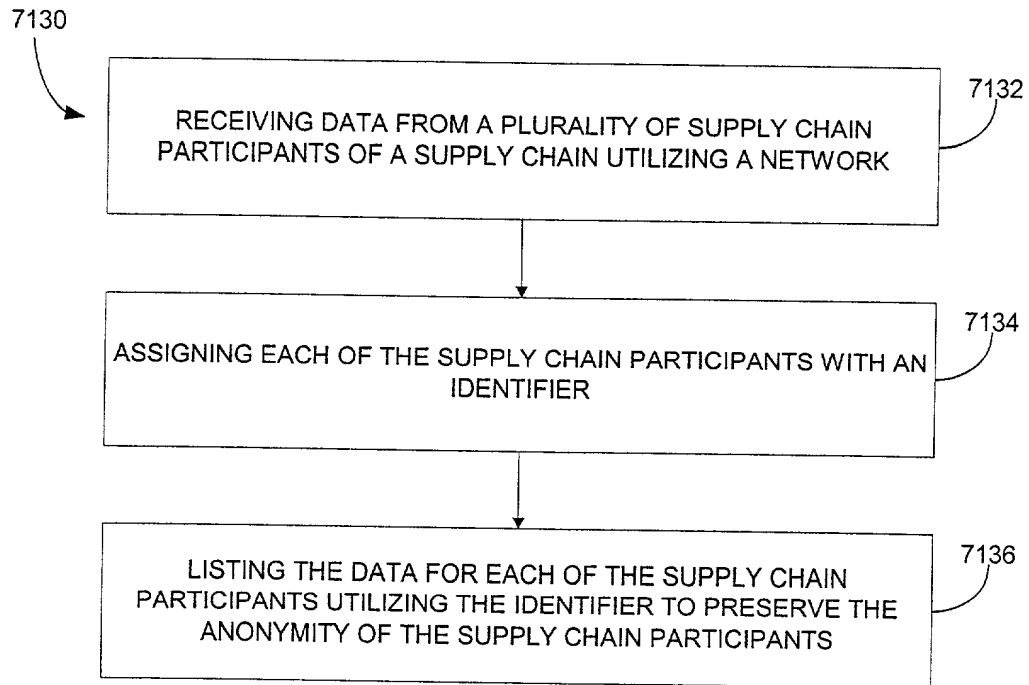 7130
7132
RECEIVING DATA FROM A PLURALITY OF SUPPLY CHAIN
PARTICIPANTS OF A SUPPLY CHAIN UTILIZING A NETWORK
7134
ASSIGNING EACH OF THE SUPPLY CHAIN PARTICIPANTS WITH AN
IDENTIFIER
7136
LISTING THE DATA FOR EACH OF THE SUPPLY CHAIN
PARTICIPANTS UTILIZING THE IDENTIFIER TO PRESERVE THE
ANONYMITY OF THE SUPPLY CHAIN PARTICIPANTS